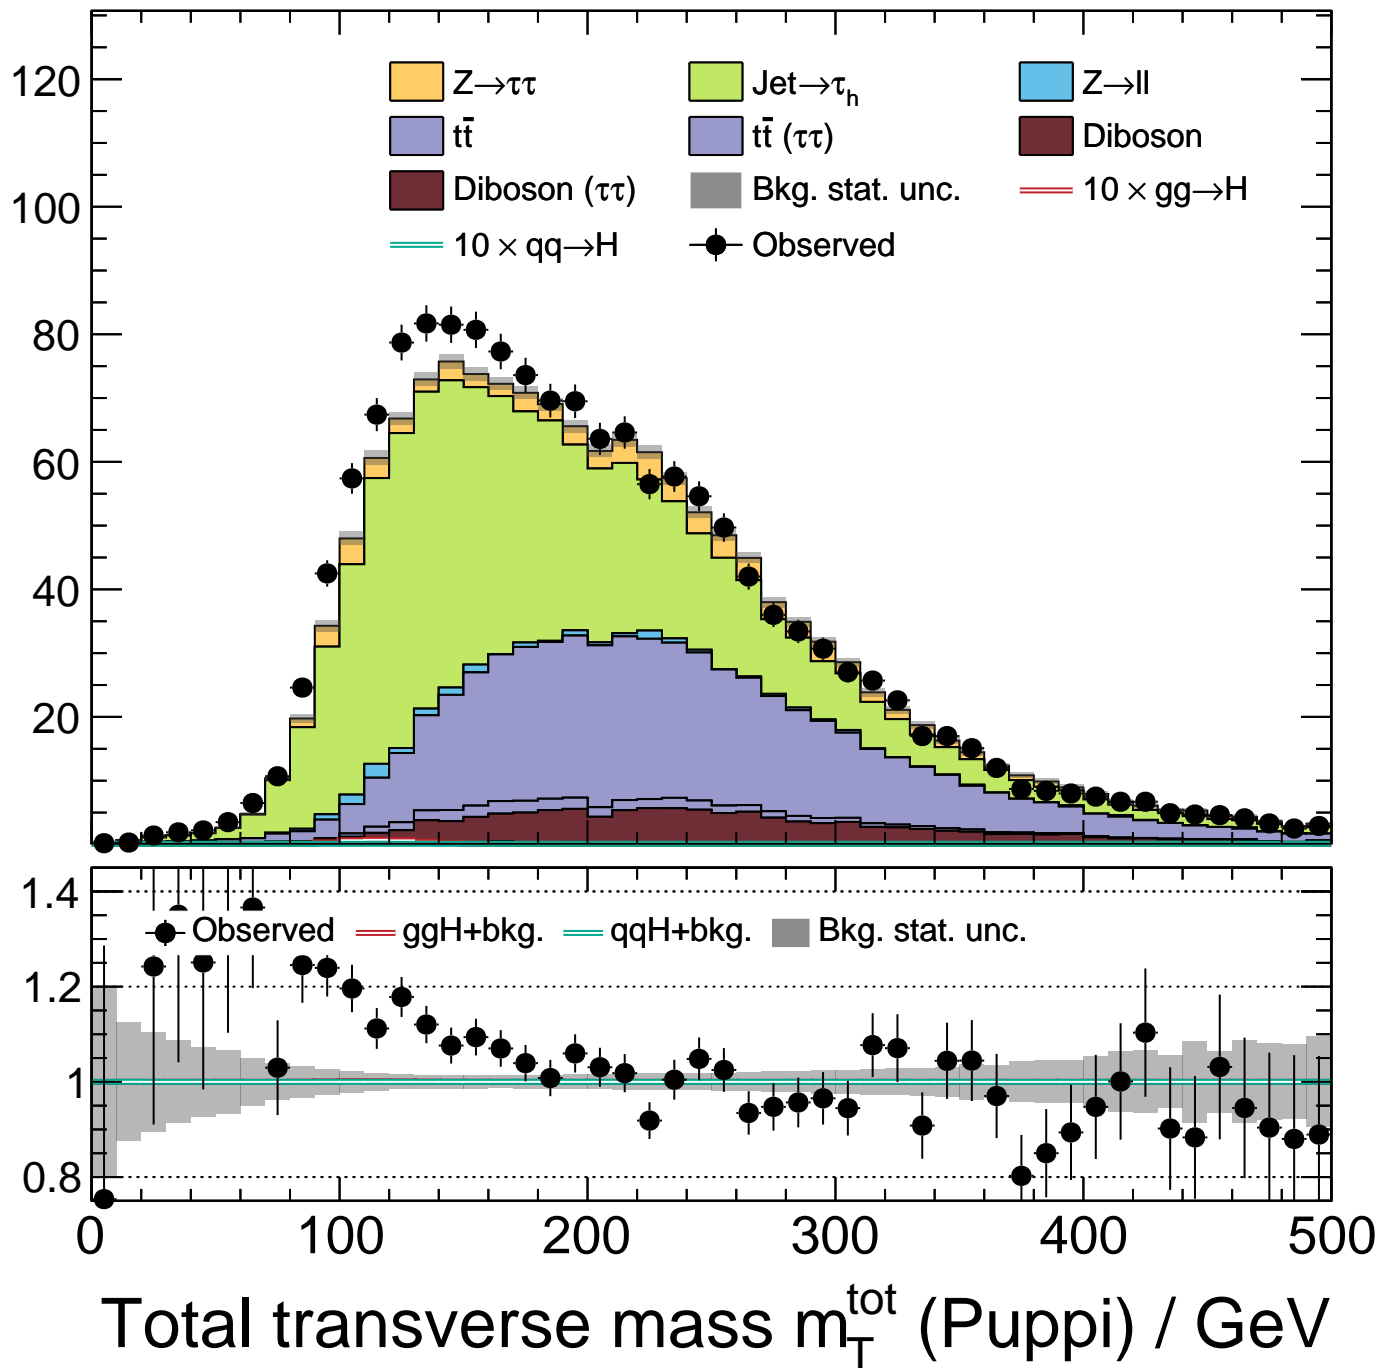 120
100
80
60
40
20
Z→ττ Jet→τh Z→ll
tt̄ tt̄ (ττ) Diboson
Diboson (ττ) Bkg. stat. unc. 10 × gg→H
10 × qq→H Observed
1.4
1.2
1
0.8
Observed ggH+bkg. qqH+bkg. Bkg. stat. unc.
0 100 200 300 400 500
Total transverse mass m_T^tot (Puppi) / GeV